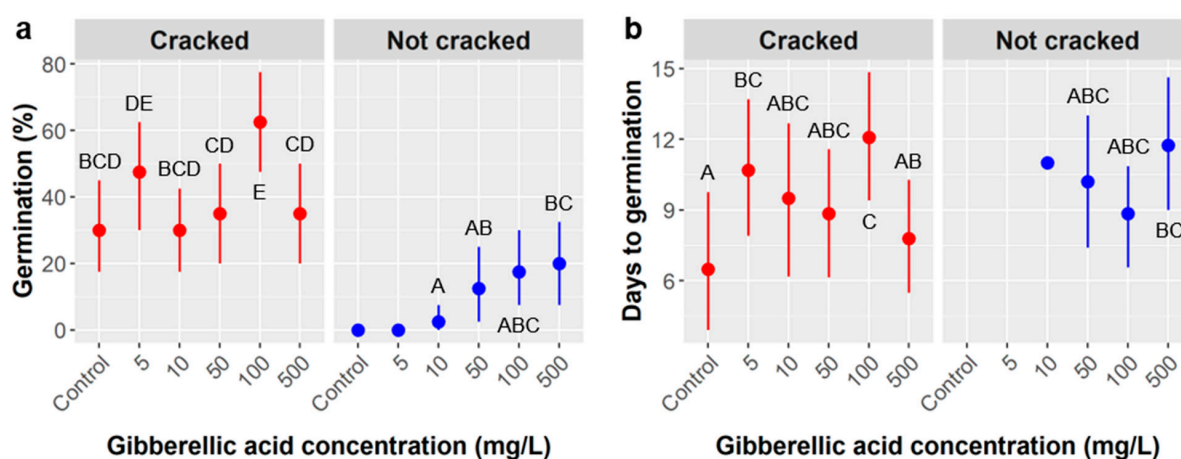 a
Cracked
Not cracked
Germination (%)
80
60
40
20
0
BCD
DE
BCD
CD
E
CD
A
AB
ABC
BC
Control
5
10
50
100
500
Control
5
10
50
100
500
Gibberellic acid concentration (mg/L)
b
Cracked
Not cracked
Days to germination
15
12
9
6
A
BC
ABC
ABC
C
AB
ABC
ABC
BC
Control
5
10
50
100
500
Control
5
10
50
100
500
Gibberellic acid concentration (mg/L)